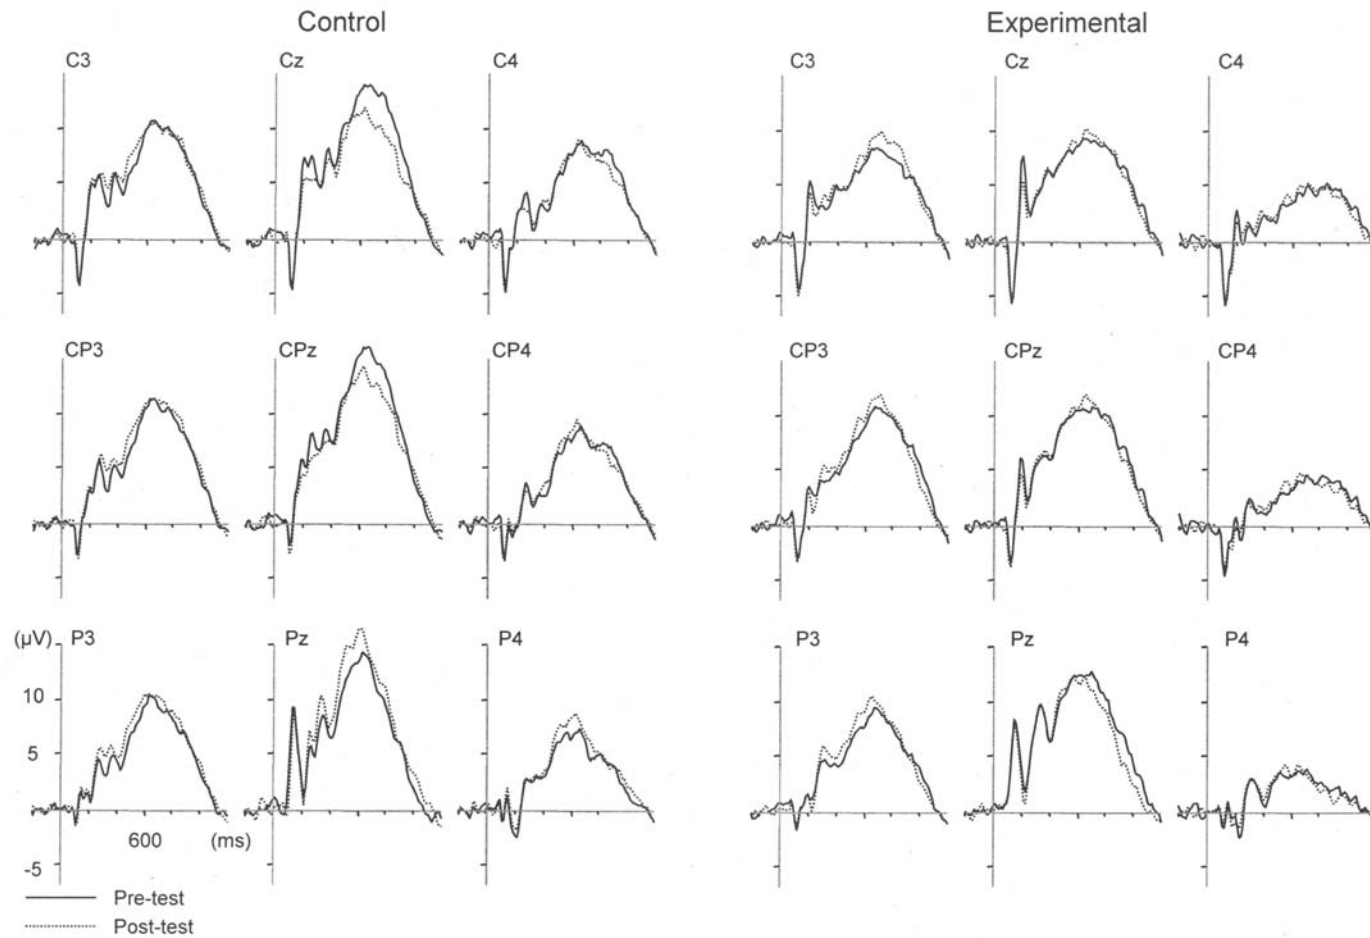 Control Experimental
C3 Cz C4 C3 Cz C4
CP3 CPz CP4 CP3 CPz CP4
(µV) P3 Pz P4 P3 Pz P4
10
5
0
600 (ms)
-5
Pre-test
Post-test